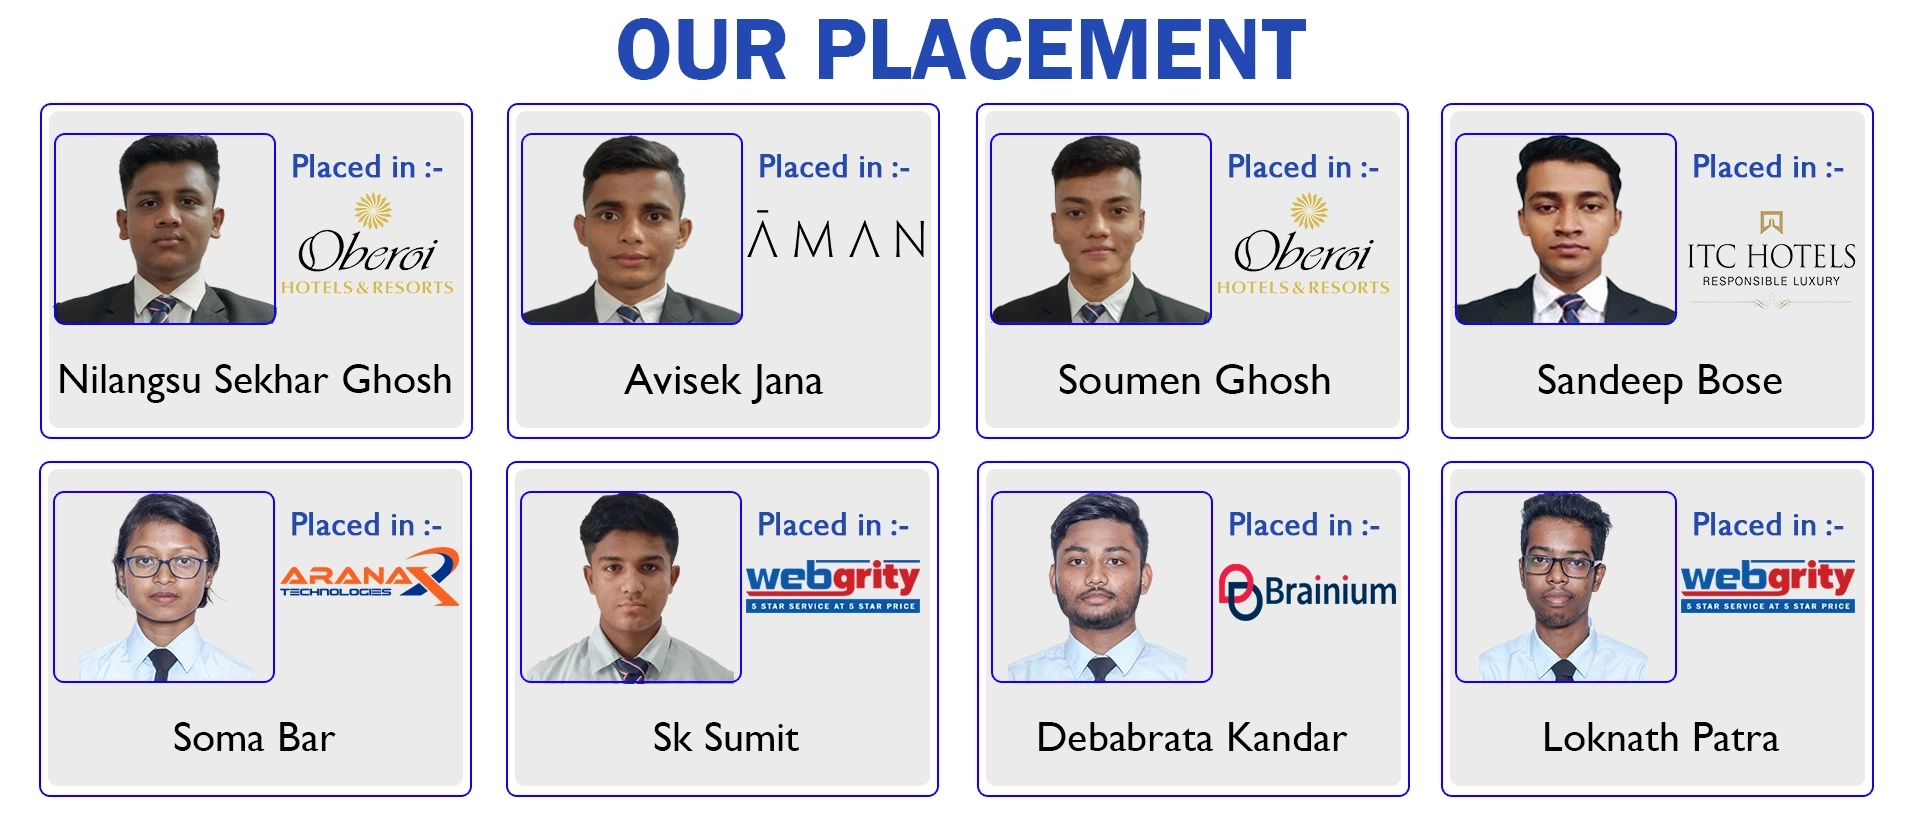 OUR PLACEMENT
Placed in :-
Oberoi
HOTELS & RESORTS
Nilangsu Sekhar Ghosh
Placed in :-
ĀMAN
Avisek Jana
Placed in :-
Oberoi
HOTELS & RESORTS
Soumen Ghosh
Placed in :-
ITC HOTELS
RESPONSIBLE LUXURY
Sandeep Bose
Placed in :-
ARANAX
TECHNOLOGIES
Soma Bar
Placed in :-
webgrity
5 STAR SERVICE AT 5 STAR PRICE
Sk Sumit
Placed in :-
Brainium
Debabrata Kandar
Placed in :-
webgrity
5 STAR SERVICE AT 5 STAR PRICE
Loknath Patra